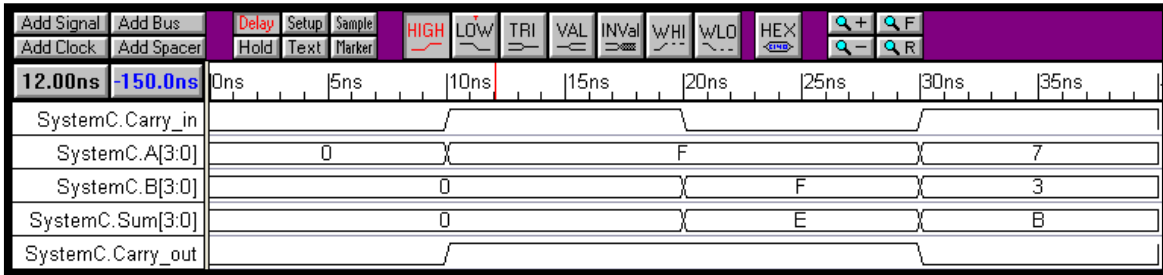 Add Signal Add Bus Delay Setup Sample HIGH LOW TRI VAL INVal WHI WLO HEX + F
Add Clock Add Spacer Hold Text Marker - R
12.00ns -150.0ns 0ns 5ns 10ns 15ns 20ns 25ns 30ns 35ns
SystemC.Carry_in
SystemC.A[3:0] 0 F 7
SystemC.B[3:0] 0 F 3
SystemC.Sum[3:0] 0 E B
SystemC.Carry_out